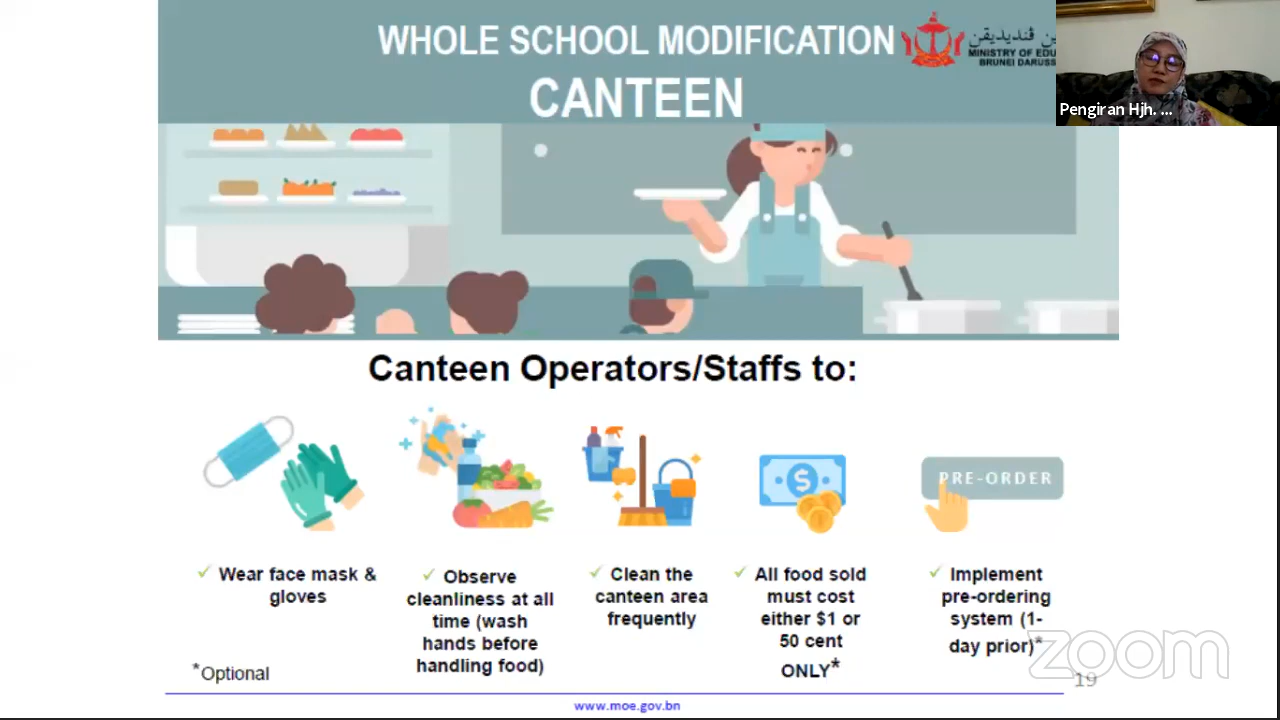 WHOLE SCHOOL MODIFICATION
CANTEEN
ين ڤنديديقن
MINISTRY OF EDU
BRUNEI DARUSS
Pengiran Hjh. ...
Canteen Operators/Staffs to:
$
PRE-ORDER
✓ Wear face mask &
gloves
✓ Observe
cleanliness at all
time (wash
hands before
handling food)
✓ Clean the
canteen area
frequently
✓ All food sold
must cost
either $1 or
50 cent
ONLY*
✓ Implement
pre-ordering
system (1-
day prior)*
*Optional
zoom
19
www.moe.gov.bn